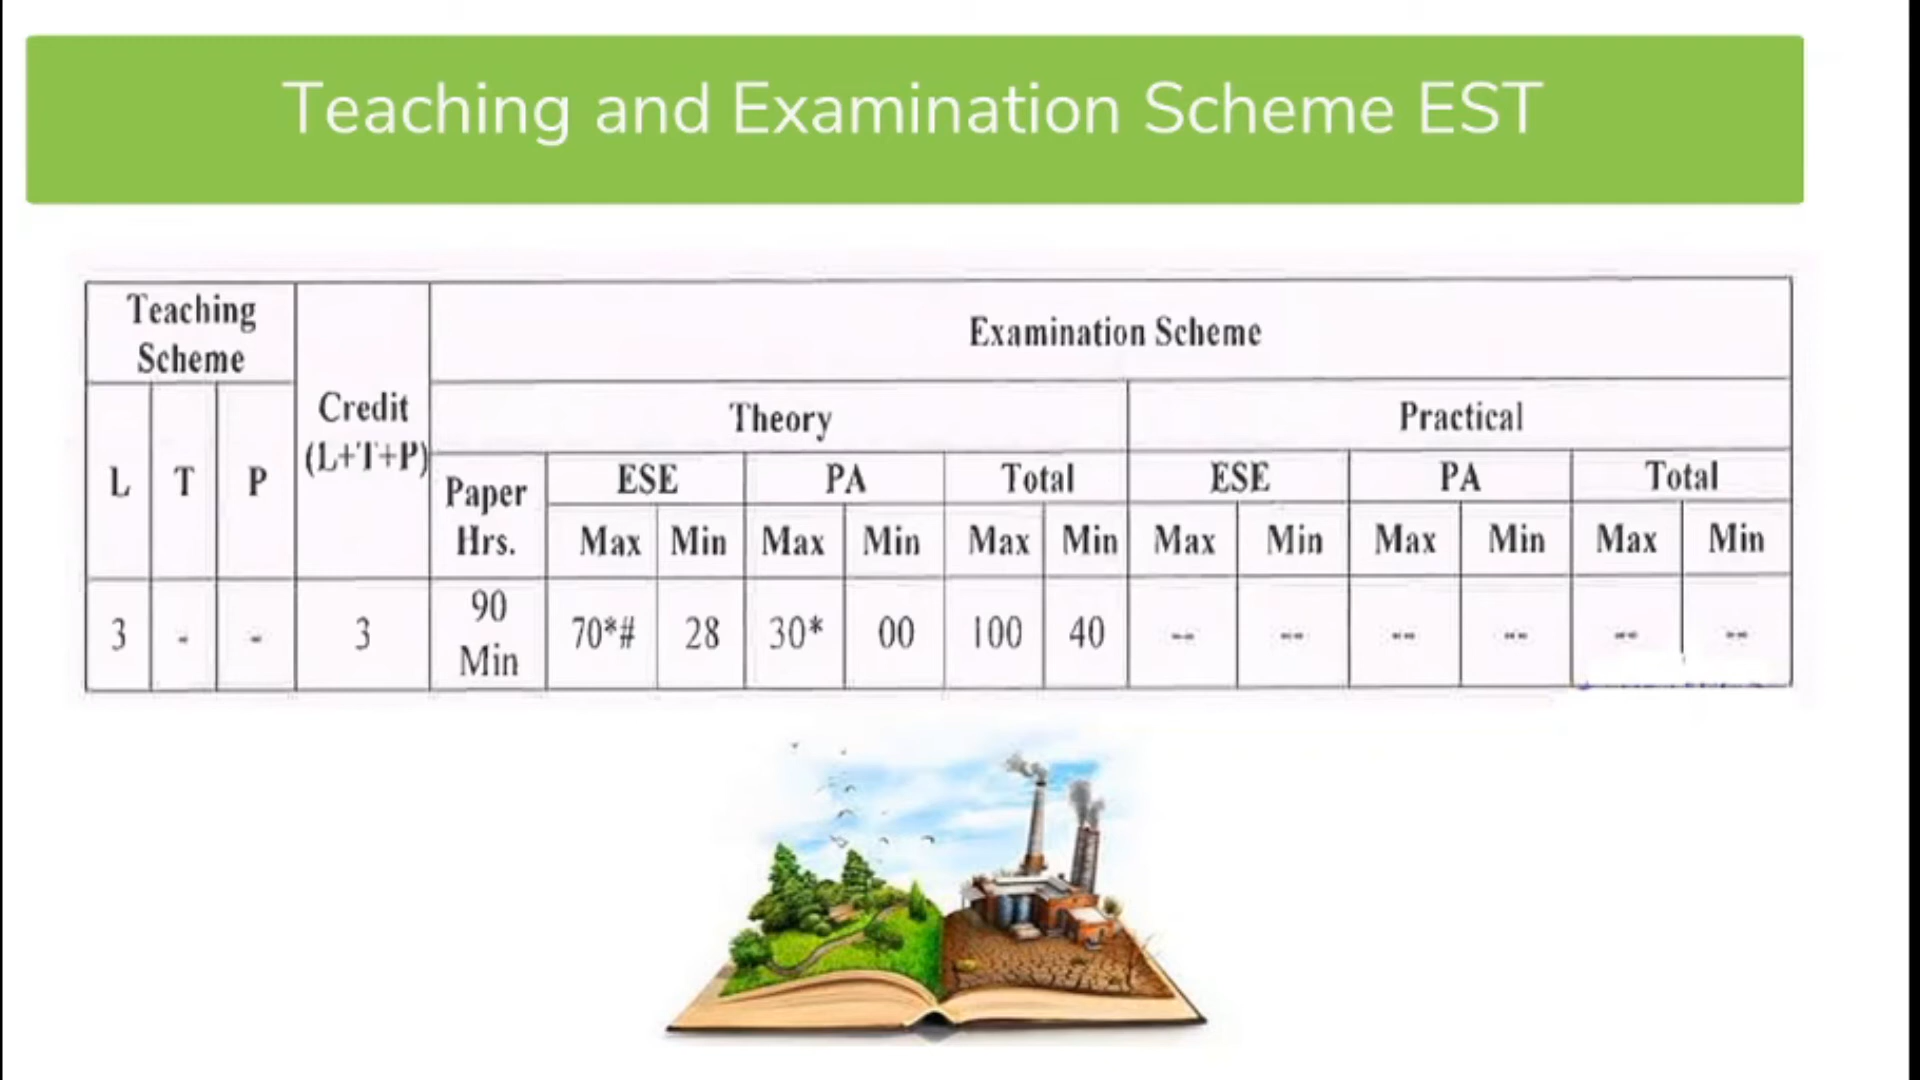 Teaching and Examination Scheme EST
Teaching
Scheme
Credit
(L+T+P)
Examination Scheme
Theory
Practical
L T P
Paper
Hrs.
ESE PA Total ESE PA Total
Max Min Max Min Max Min Max Min Max Min Max Min
3 - - 3 90
Min
70*# 28 30* 00 100 40 -- -- -- -- -- --